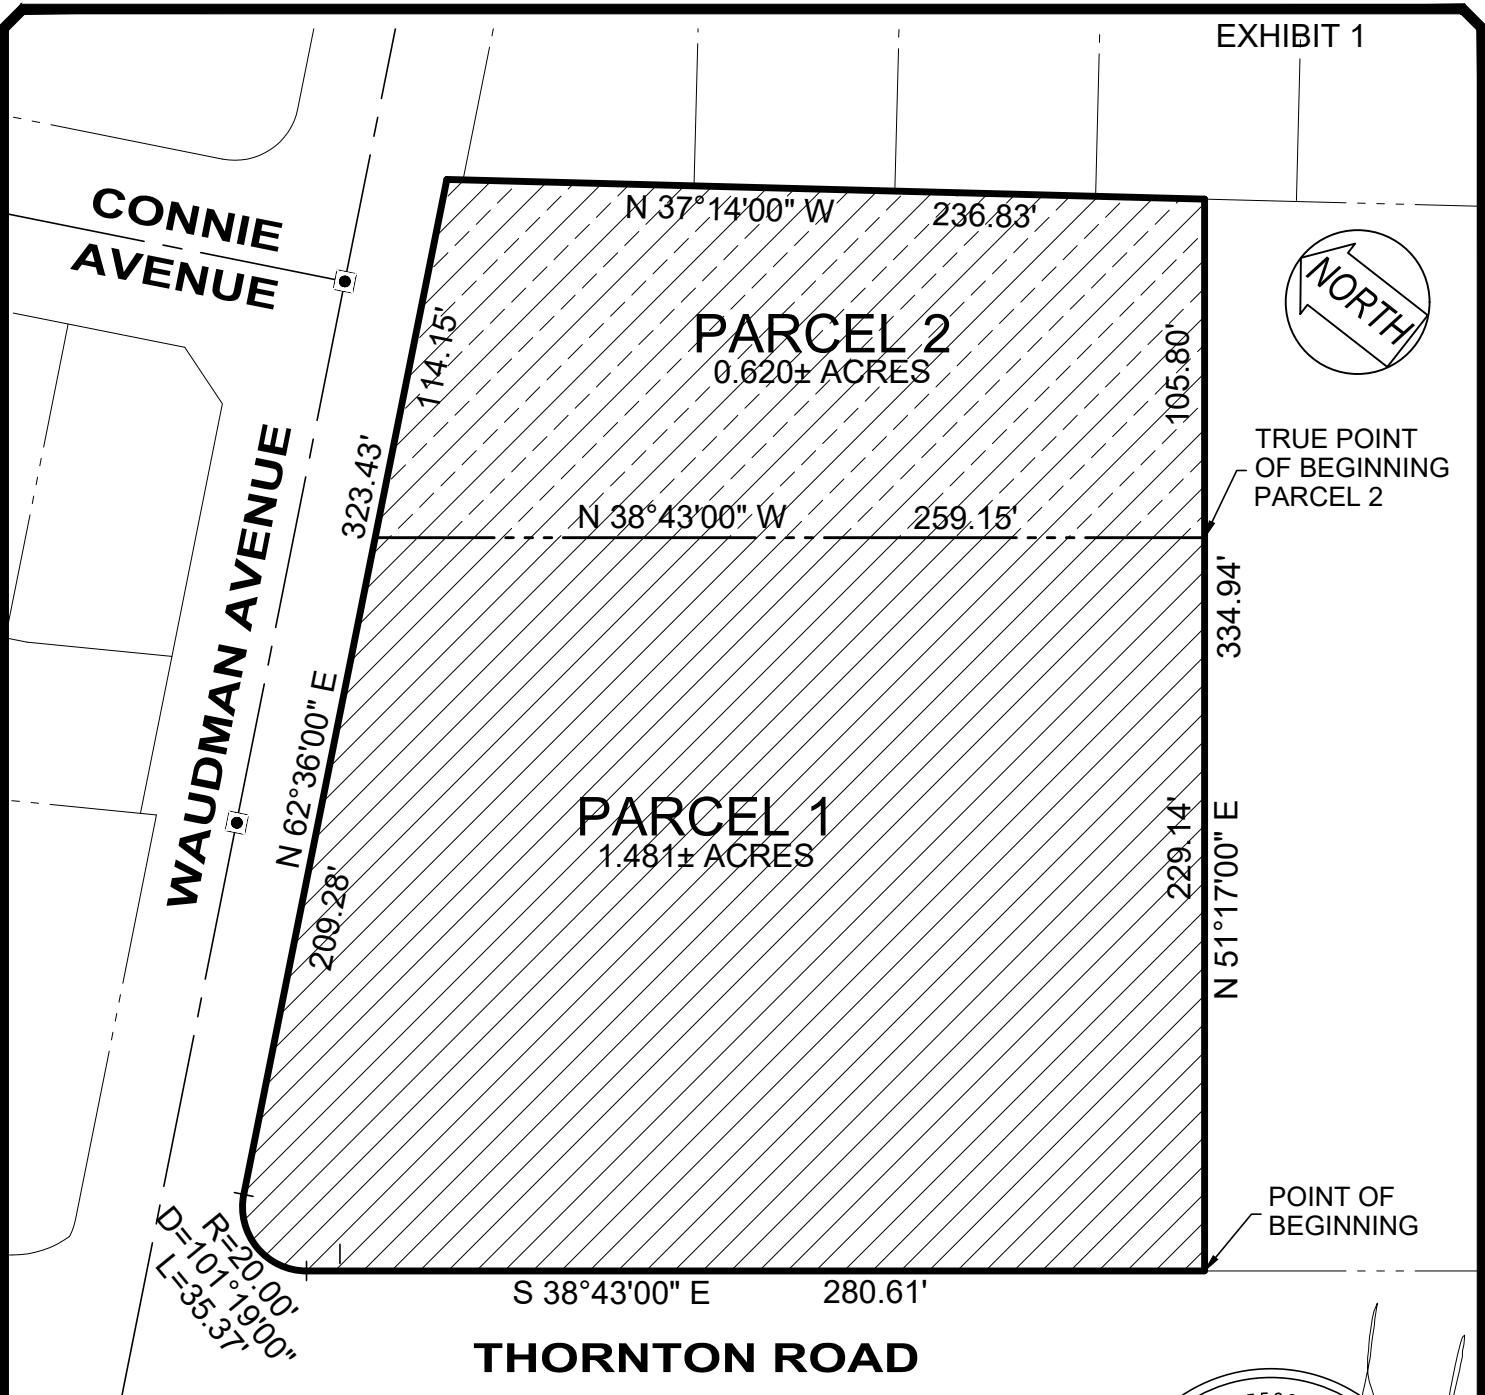 EXHIBIT 1
CONNIE
AVENUE
N 37°14'00" W 236.83'
NORTH
114.15'
PARCEL 2
0.620± ACRES
105.80'
TRUE POINT
OF BEGINNING
PARCEL 2
WAUDMAN AVENUE
323.43'
N 38°43'00" W 259.15'
334.94'
N 62°36'00" E
PARCEL 1
1.481± ACRES
229.14'
N 51°17'00" E
209.28'
POINT OF
BEGINNING
R=20.00'
D=101°19'00"
L=35.37'
S 38°43'00" E 280.61'
THORNTON ROAD